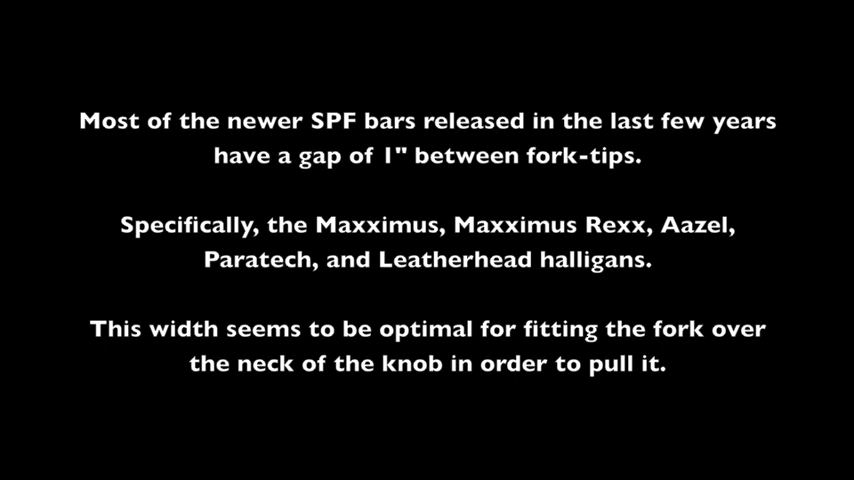 Most of the newer SPF bars released in the last few years
have a gap of 1" between fork-tips.
Specifically, the Maxximus, Maxximus Rexx, Aazel,
Paratech, and Leatherhead halligans.
This width seems to be optimal for fitting the fork over
the neck of the knob in order to pull it.